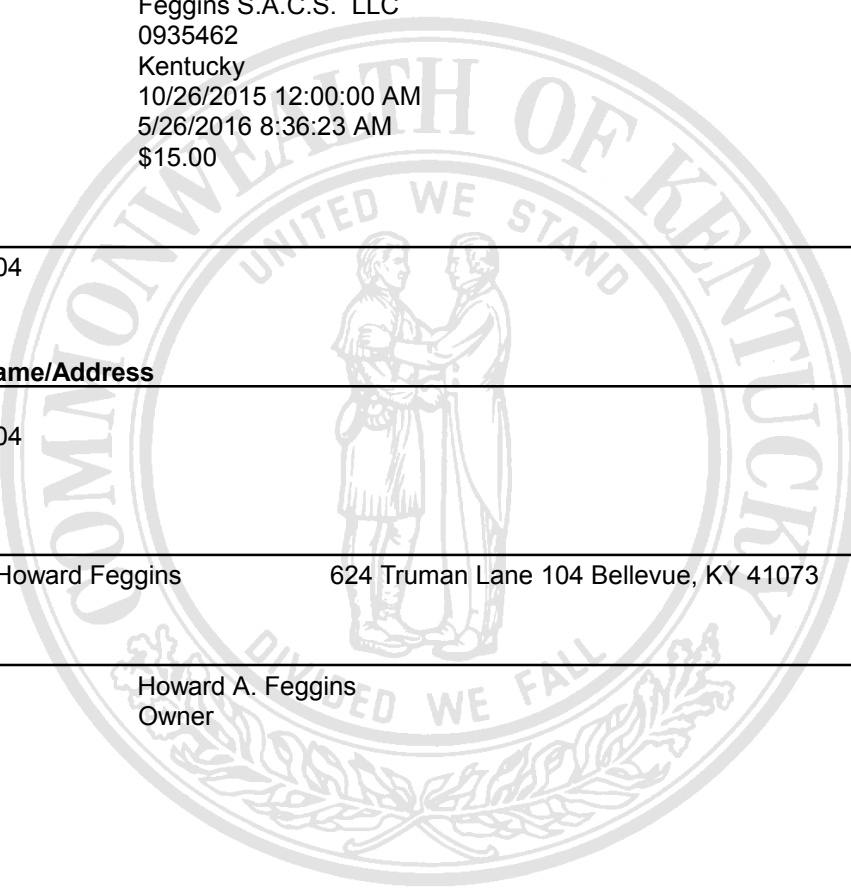 Feggins S.A.C.S. LLC
0935462
Kentucky
10/26/2015 12:00:00 AM
5/26/2016 8:36:23 AM
$15.00
04
ame/Address
04
Howard Feggins 624 Truman Lane 104 Bellevue, KY 41073
Howard A. Feggins
Owner
COMMONWEALTH OF KENTUCKY
UNITED WE STAND
DIVIDED WE FALL